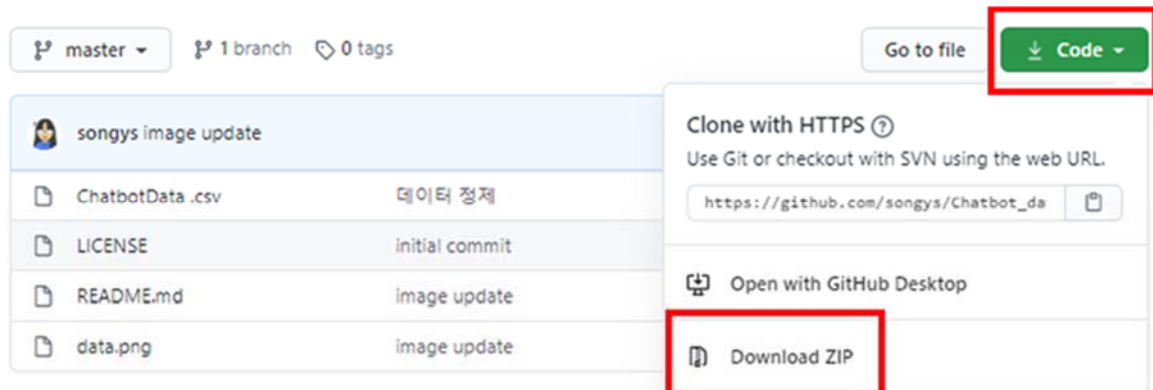 master 1 branch 0 tags Go to file Code
songys image update
ChatbotData .csv 데이터 정제
LICENSE initial commit
README.md image update
data.png image update
Clone with HTTPS
Use Git or checkout with SVN using the web URL.
https://github.com/songys/Chatbot_da
Open with GitHub Desktop
Download ZIP